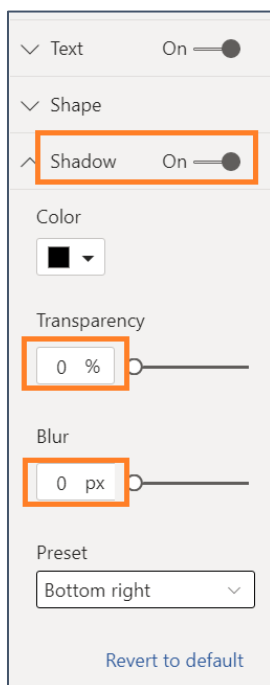 Text On
Shape
Shadow On
Color
Transparency
0 %
Blur
0 px
Preset
Bottom right
Revert to default